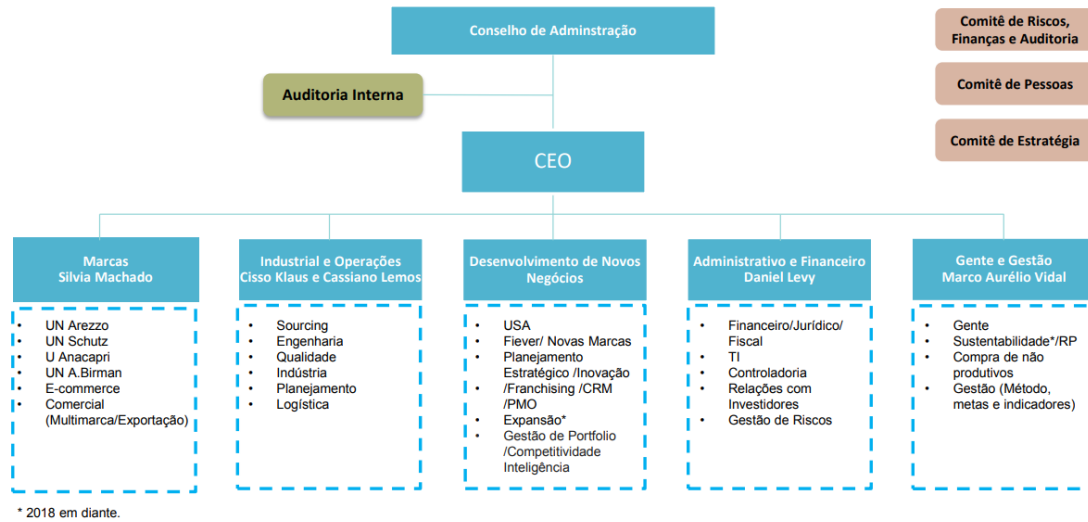 Conselho de Adminstração
Comitê de Riscos,
Finanças e Auditoria
Auditoria Interna
Comitê de Pessoas
Comitê de Estratégia
CEO
Marcas
Silvia Machado
• UN Arezzo
• UN Schutz
• U Anacapri
• UN A.Birman
• E-commerce
• Comercial
(Multimarca/Exportação)
Industrial e Operações
Cisso Klaus e Cassiano Lemos
• Sourcing
• Engenharia
• Qualidade
• Indústria
• Planejamento
• Logística
Desenvolvimento de Novos
Negócios
• USA
• Fiever/ Novas Marcas
• Planejamento
Estratégico /Inovação
/Franchising /CRM
/PMO
• Expansão*
• Gestão de Portfolio
/Competitividade
Inteligência
Administrativo e Financeiro
Daniel Levy
• Financeiro/Jurídico/
Fiscal
• TI
• Controladoria
• Relações com
Investidores
• Gestão de Riscos
Gente e Gestão
Marco Aurélio Vidal
• Gente
• Sustentabilidade*/RP
• Compra de não
produtivos
• Gestão (Método,
metas e indicadores)
* 2018 em diante.